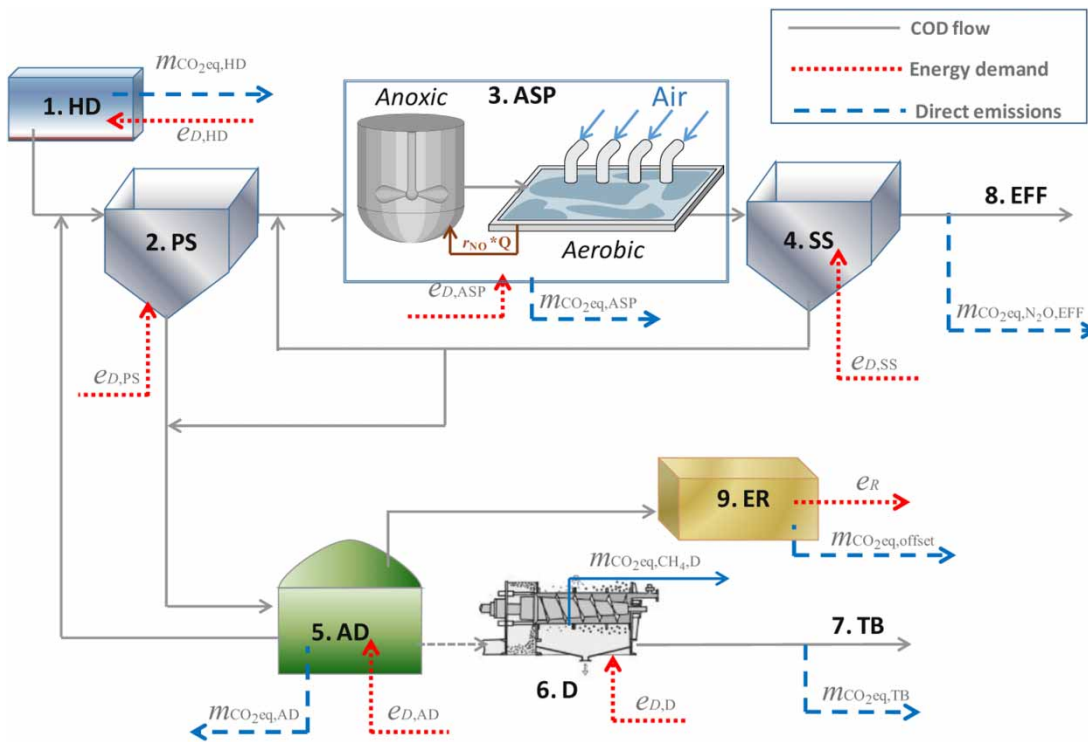 COD flow
Energy demand
Direct emissions
mCO2eq,HD
1. HD
eD,HD
Anoxic
3. ASP
Air
2. PS
rNO *Q
Aerobic
4. SS
8. EFF
eD,ASP
mCO2eq,ASP
mCO2eq,N2O,EFF
eD,PS
eD,SS
9. ER
eR
mCO2eq,offset
mCO2eq,CH4,D
5. AD
7. TB
6. D
mCO2eq,AD
eD,AD
eD,D
mCO2eq,TB